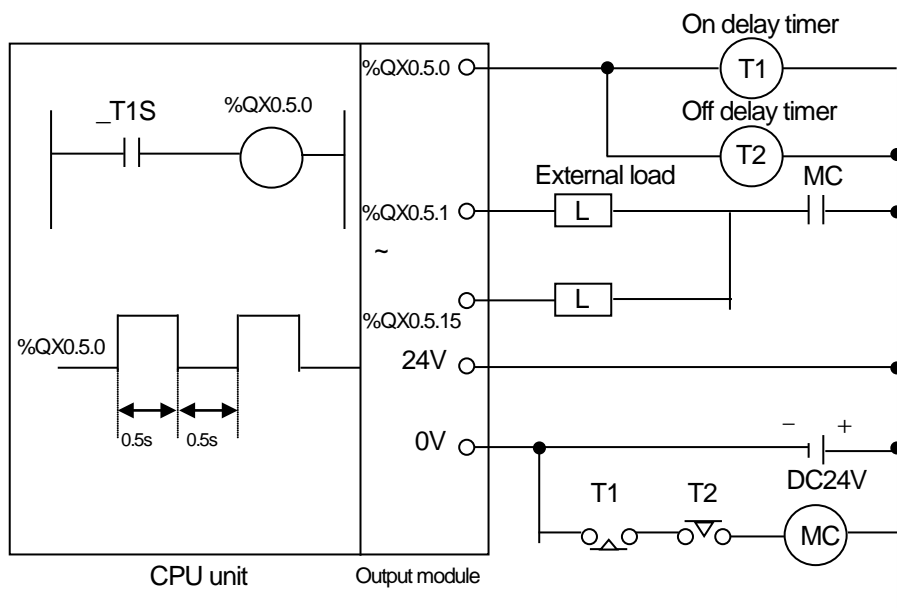 On delay timer
%QX0.5.0
T1
_T1S
%QX0.5.0
Off delay timer
T2
External load
MC
%QX0.5.1
L
~
L
%QX0.5.15
%QX0.5.0
24V
0.5s
0.5s
0V
− +
DC24V
T1
T2
MC
CPU unit
Output module